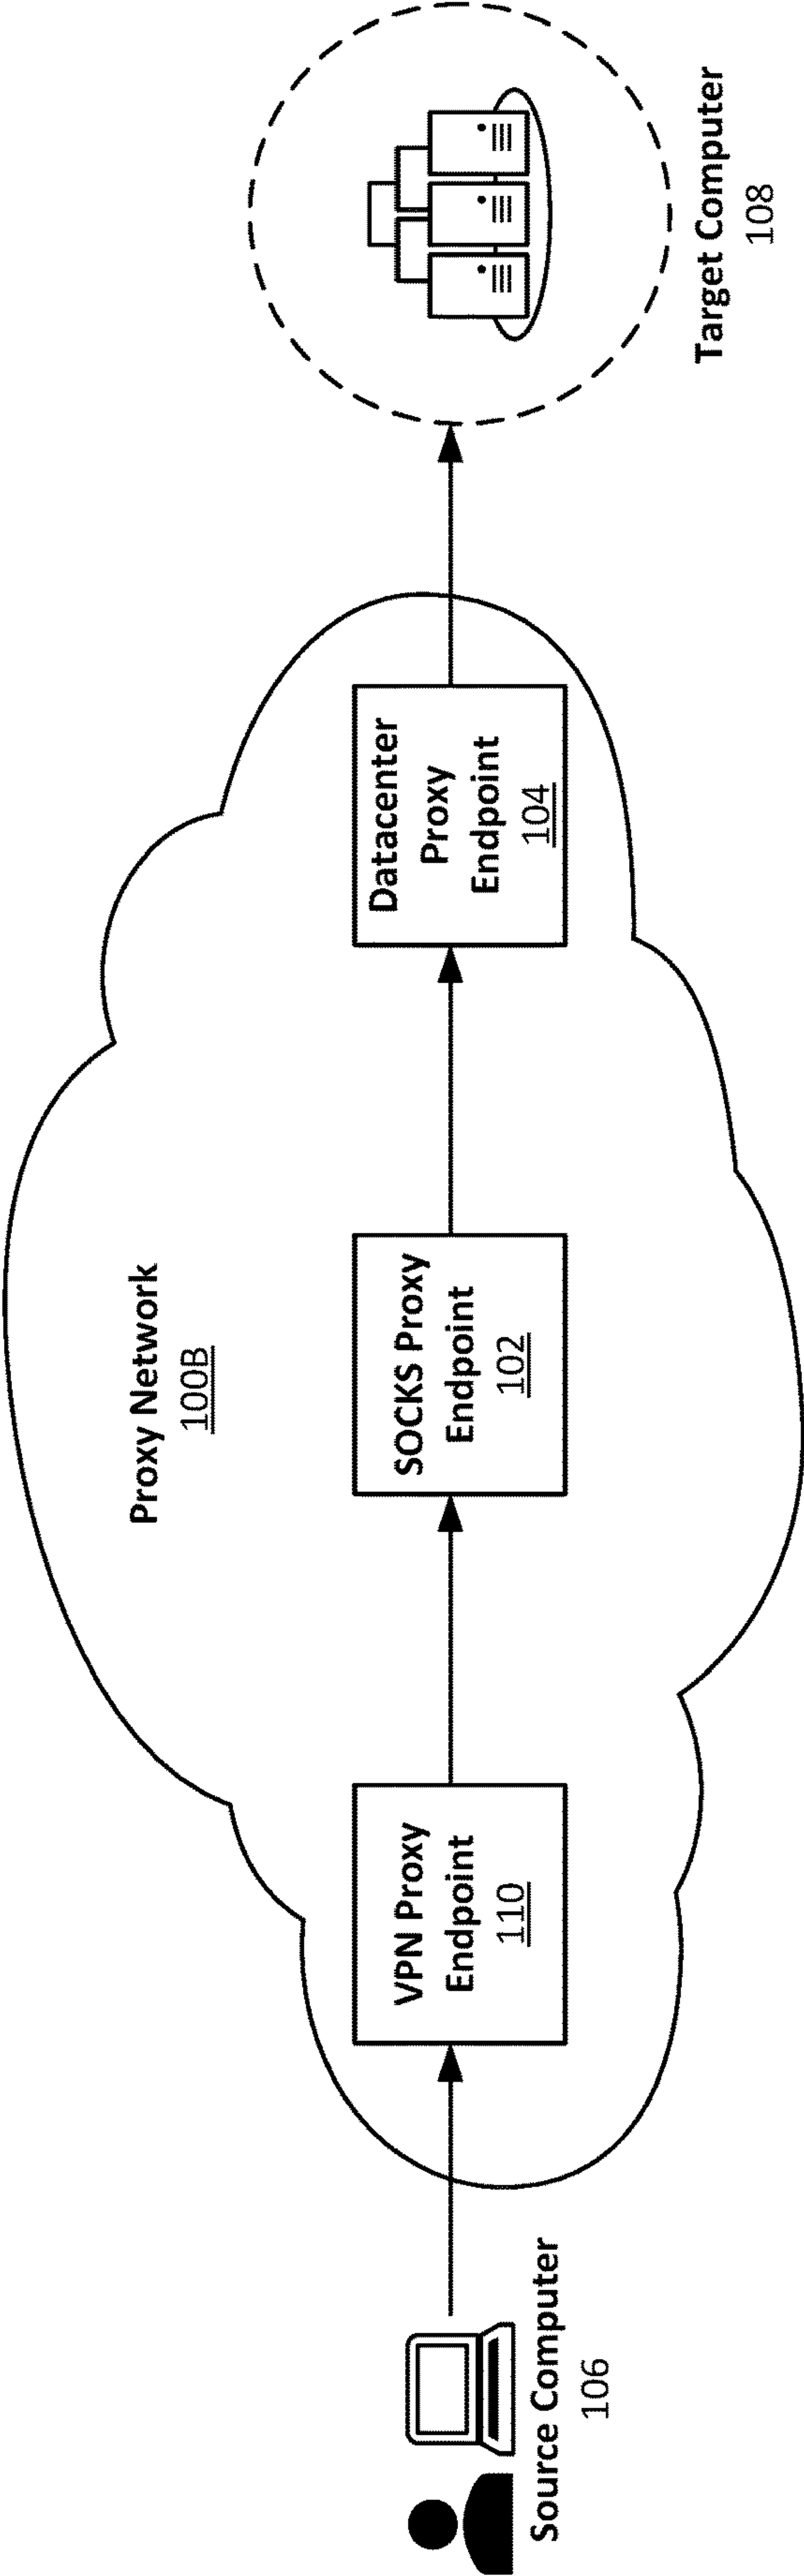 Proxy Network
100B
Source Computer
106
VPN Proxy
Endpoint
110
SOCKS Proxy
Endpoint
102
Datacenter
Proxy
Endpoint
104
Target Computer
108